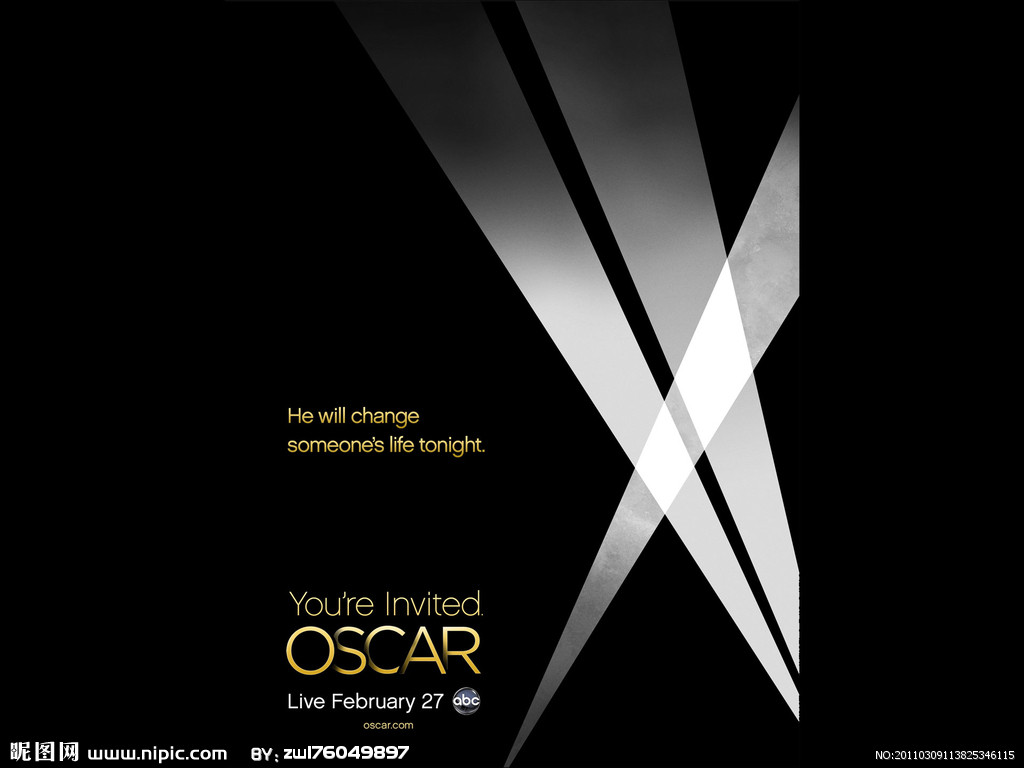 He will change
someone's life tonight.
You're Invited.
OSCAR
Live February 27 abc
oscar.com
昵图网 www.nipic.com BY: zwl76049897
NO:20110309113825346115